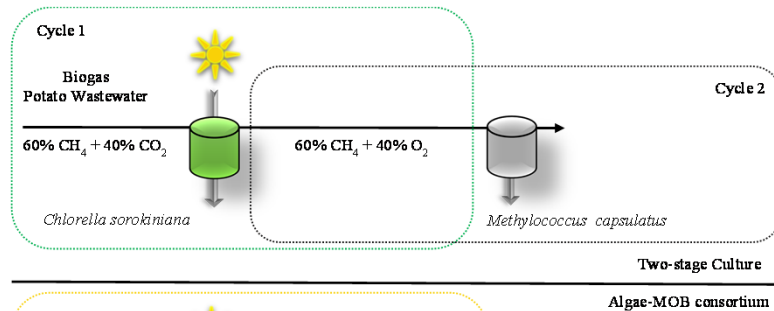 Cycle 1
Biogas
Potato Wastewater
Cycle 2
60% CH₄ + 40% CO₂
60% CH₄ + 40% O₂
Chlorella sorokiniana
Methylococcus capsulatus
Two-stage Culture
Algae-MOB consortium